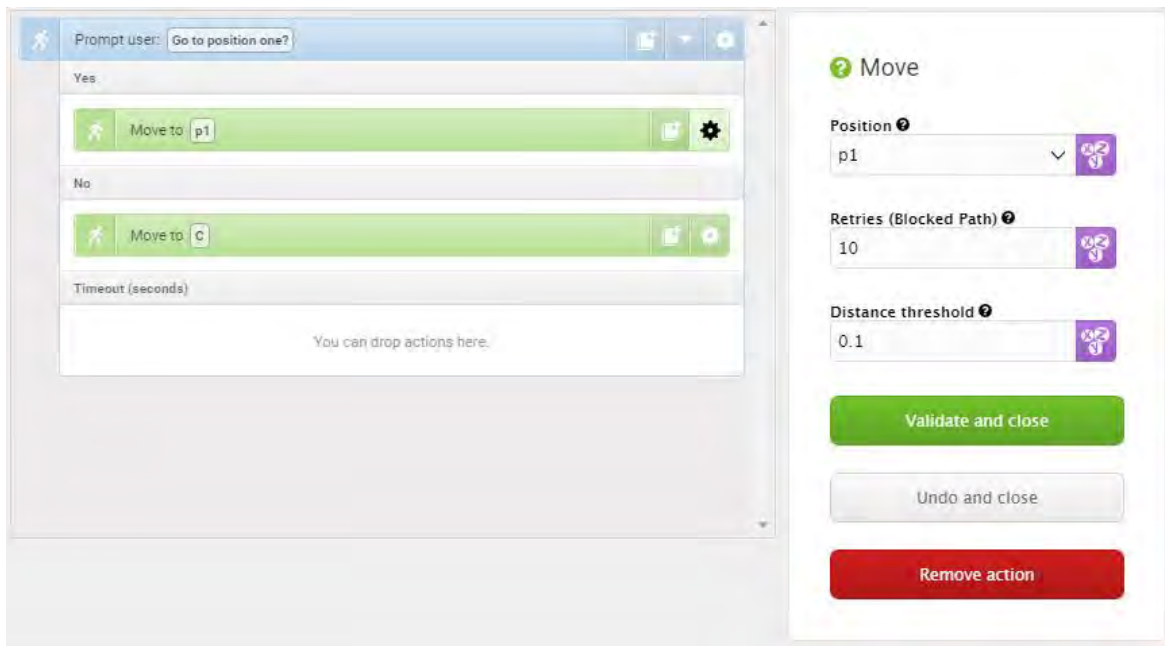 Prompt user: Go to position one?
Yes
Move to p1
No
Move to C
Timeout (seconds)
You can drop actions here.
Move
Position
p1
Retries (Blocked Path)
10
Distance threshold
0.1
Validate and close
Undo and close
Remove action